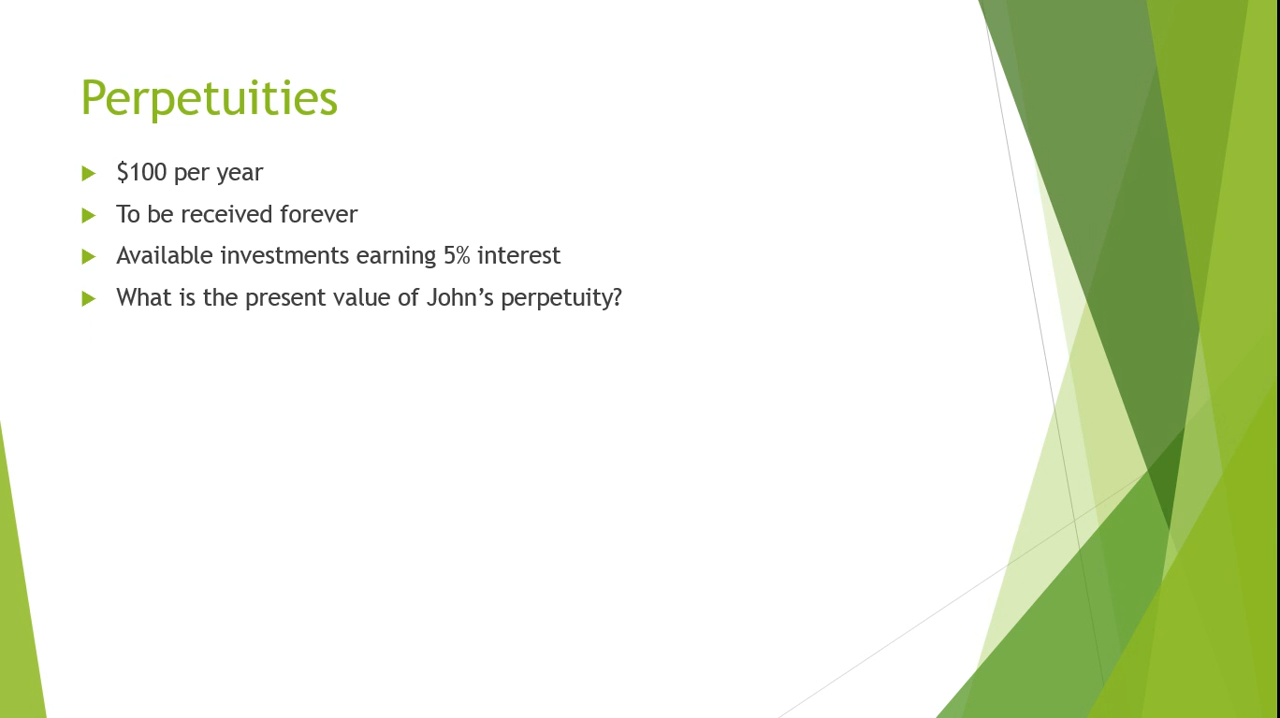 Perpetuities
$100 per year
To be received forever
Available investments earning 5% interest
What is the present value of John’s perpetuity?